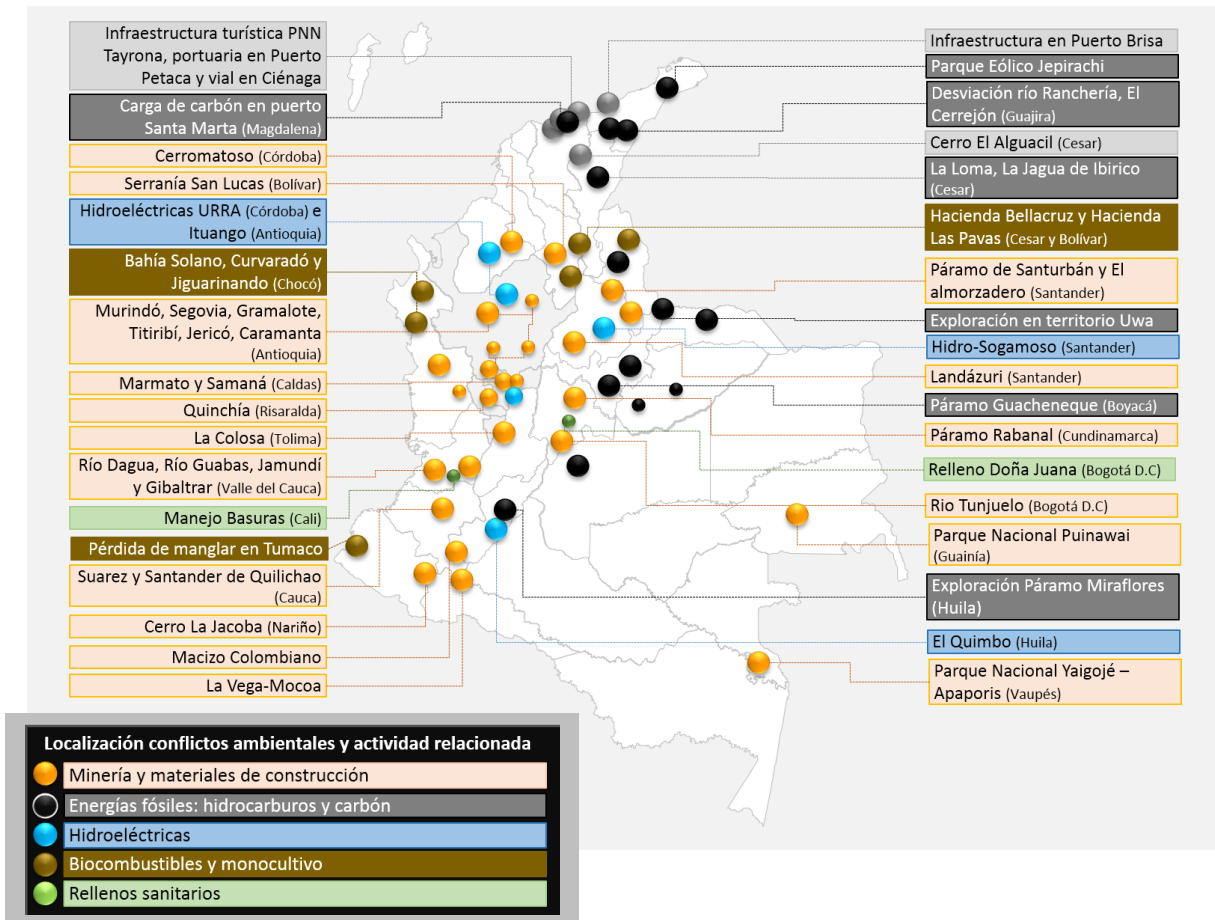 Infraestructura turística PNN
Tayrona, portuaria en Puerto
Petaca y vial en Ciénaga
Carga de carbón en puerto
Santa Marta (Magdalena)
Cerromatoso (Córdoba)
Serranía San Lucas (Bolívar)
Hidroeléctricas URRA (Córdoba) e
Ituango (Antioquia)
Bahía Solano, Curvaradó y
Jiguarinando (Chocó)
Murindó, Segovia, Gramalote,
Titiribí, Jericó, Caramanta
(Antioquia)
Marmato y Samaná (Caldas)
Quinchía (Risaralda)
La Colosa (Tolima)
Río Dagua, Río Guabas, Jamundí
y Gibaltrar (Valle del Cauca)
Manejo Basuras (Cali)
Pérdida de manglar en Tumaco
Suarez y Santander de Quilichao
(Cauca)
Cerro La Jacoba (Nariño)
Macizo Colombiano
La Vega-Mocoa
Infraestructura en Puerto Brisa
Parque Eólico Jepirachi
Desviación río Ranchería, El
Cerrejón (Guajira)
Cerro El Alguacil (Cesar)
La Loma, La Jagua de Ibirico
(Cesar)
Hacienda Bellacruz y Hacienda
Las Pavas (Cesar y Bolívar)
Páramo de Santurbán y El
almorzadero (Santander)
Exploración en territorio Uwa
Hidro-Sogamoso (Santander)
Landázuri (Santander)
Páramo Guacheneque (Boyacá)
Páramo Rabanal (Cundinamarca)
Relleno Doña Juana (Bogotá D.C)
Rio Tunjuelo (Bogotá D.C)
Parque Nacional Puinawai
(Guainía)
Exploración Páramo Miraflores
(Huila)
El Quimbo (Huila)
Parque Nacional Yaigojé –
Apaporis (Vaupés)
Localización conflictos ambientales y actividad relacionada
Minería y materiales de construcción
Energías fósiles: hidrocarburos y carbón
Hidroeléctricas
Biocombustibles y monocultivo
Rellenos sanitarios